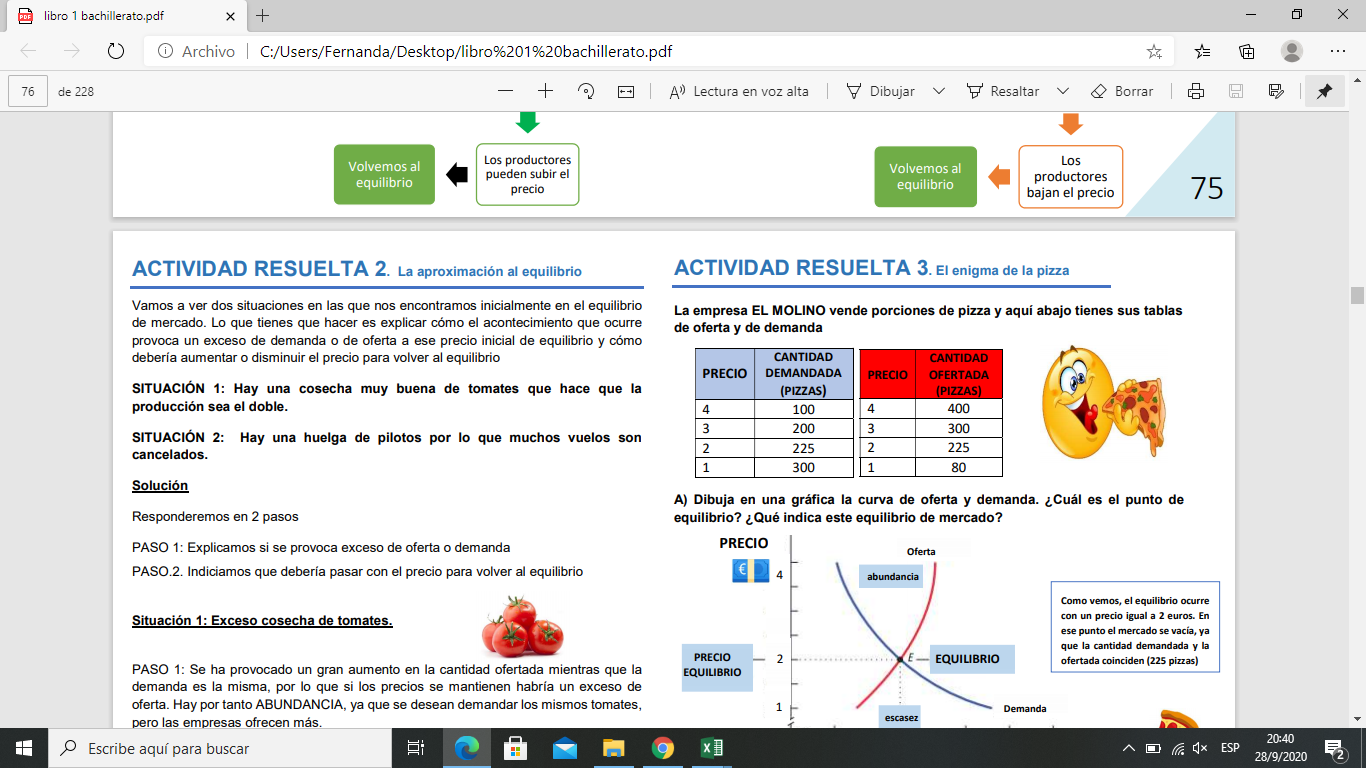 libro 1 bachillerato.pdf
Archivo
C:/Users/Fernanda/Desktop/libro%201%20bachillerato.pdf
76
de 228
Lectura en voz alta
Dibujar
Resaltar
Borrar
Volvemos al
equilibrio
Los productores
pueden subir el
precio
Volvemos al
equilibrio
Los
productores
bajan el precio
75
ACTIVIDAD RESUELTA 2. La aproximación al equilibrio
Vamos a ver dos situaciones en las que nos encontramos inicialmente en el equilibrio
de mercado. Lo que tienes que hacer es explicar cómo el acontecimiento que ocurre
provoca un exceso de demanda o de oferta a ese precio inicial de equilibrio y cómo
debería aumentar o disminuir el precio para volver al equilibrio
SITUACIÓN 1: Hay una cosecha muy buena de tomates que hace que la
producción sea el doble.
SITUACIÓN 2: Hay una huelga de pilotos por lo que muchos vuelos son
cancelados.
Solución
Responderemos en 2 pasos
PASO 1: Explicamos si se provoca exceso de oferta o demanda
PASO.2. Indiciamos que debería pasar con el precio para volver al equilibrio
Situación 1: Exceso cosecha de tomates.
PASO 1: Se ha provocado un gran aumento en la cantidad ofertada mientras que la
demanda es la misma, por lo que si los precios se mantienen habría un exceso de
oferta. Hay por tanto ABUNDANCIA, ya que se desean demandar los mismos tomates,
pero las empresas ofrecen más.
ACTIVIDAD RESUELTA 3. El enigma de la pizza
La empresa EL MOLINO vende porciones de pizza y aquí abajo tienes sus tablas
de oferta y de demanda
PRECIO
CANTIDAD
DEMANDADA
(PIZZAS)
4 100
3 200
2 225
1 300
PRECIO
CANTIDAD
OFERTADA
(PIZZAS)
4 400
3 300
2 225
1 80
A) Dibuja en una gráfica la curva de oferta y demanda. ¿Cuál es el punto de
equilibrio? ¿Qué indica este equilibrio de mercado?
PRECIO
Oferta
4
abundancia
PRECIO
EQUILIBRIO
2
E
EQUILIBRIO
1
Demanda
escasez
Como vemos, el equilibrio ocurre
con un precio igual a 2 euros. En
ese punto el mercado se vacía, ya
que la cantidad demandada y la
ofertada coinciden (225 pizzas)
Escribe aquí para buscar
ESP
20:40
28/9/2020
2